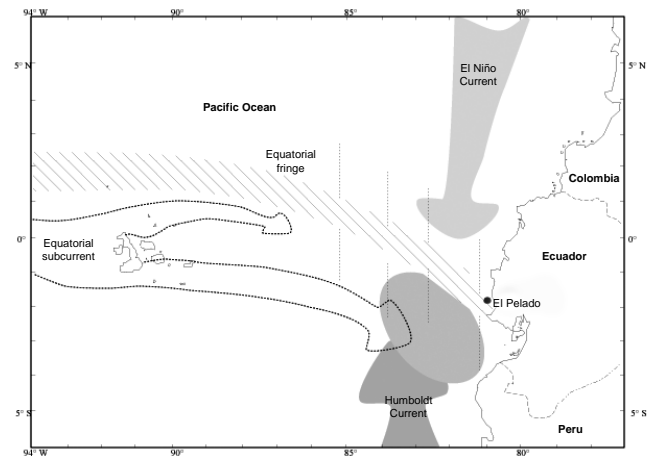 94° W 90° 85° 80°
5° N 5° N
El Niño
Current
Pacific Ocean
Equatorial
fringe
Colombia
0° 0°
Equatorial
subcurrent
Ecuador
El Pelado
Humboldt
Current
5° S 5° S
Peru
94° W 90° 85° 80°